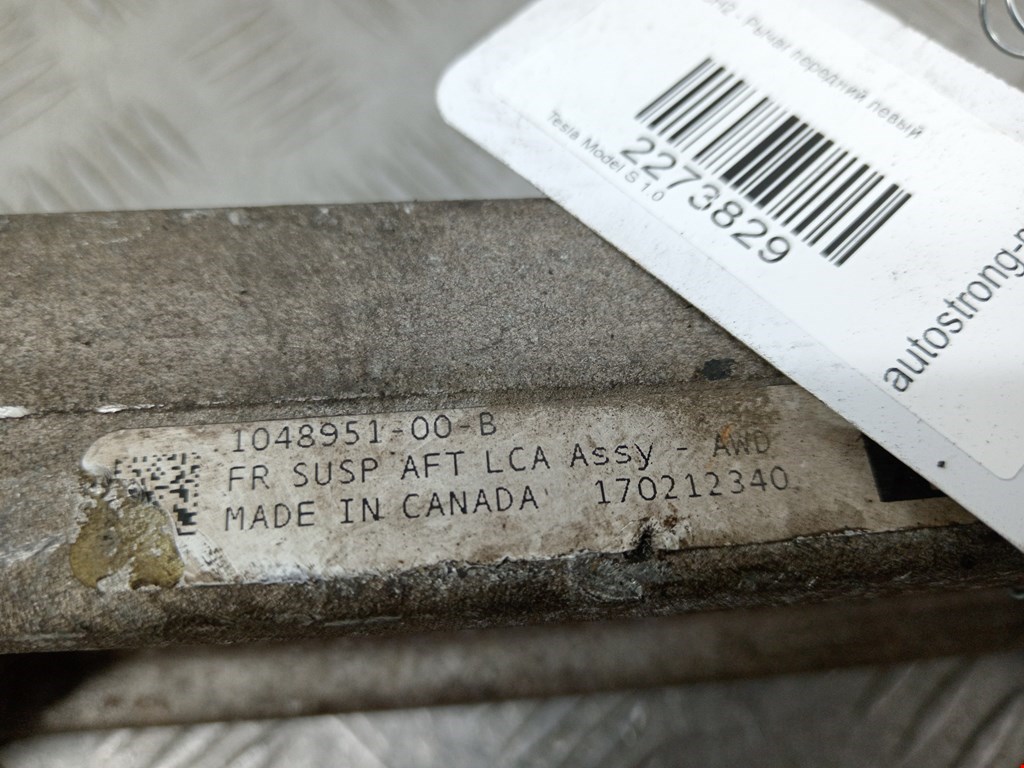 Рычаг передний левый
2273829
Tesla Model S 1.0
autostrong-
1048951-00-B
FR SUSP AFT LCA Assy - AWD
MADE IN CANADA 170212340